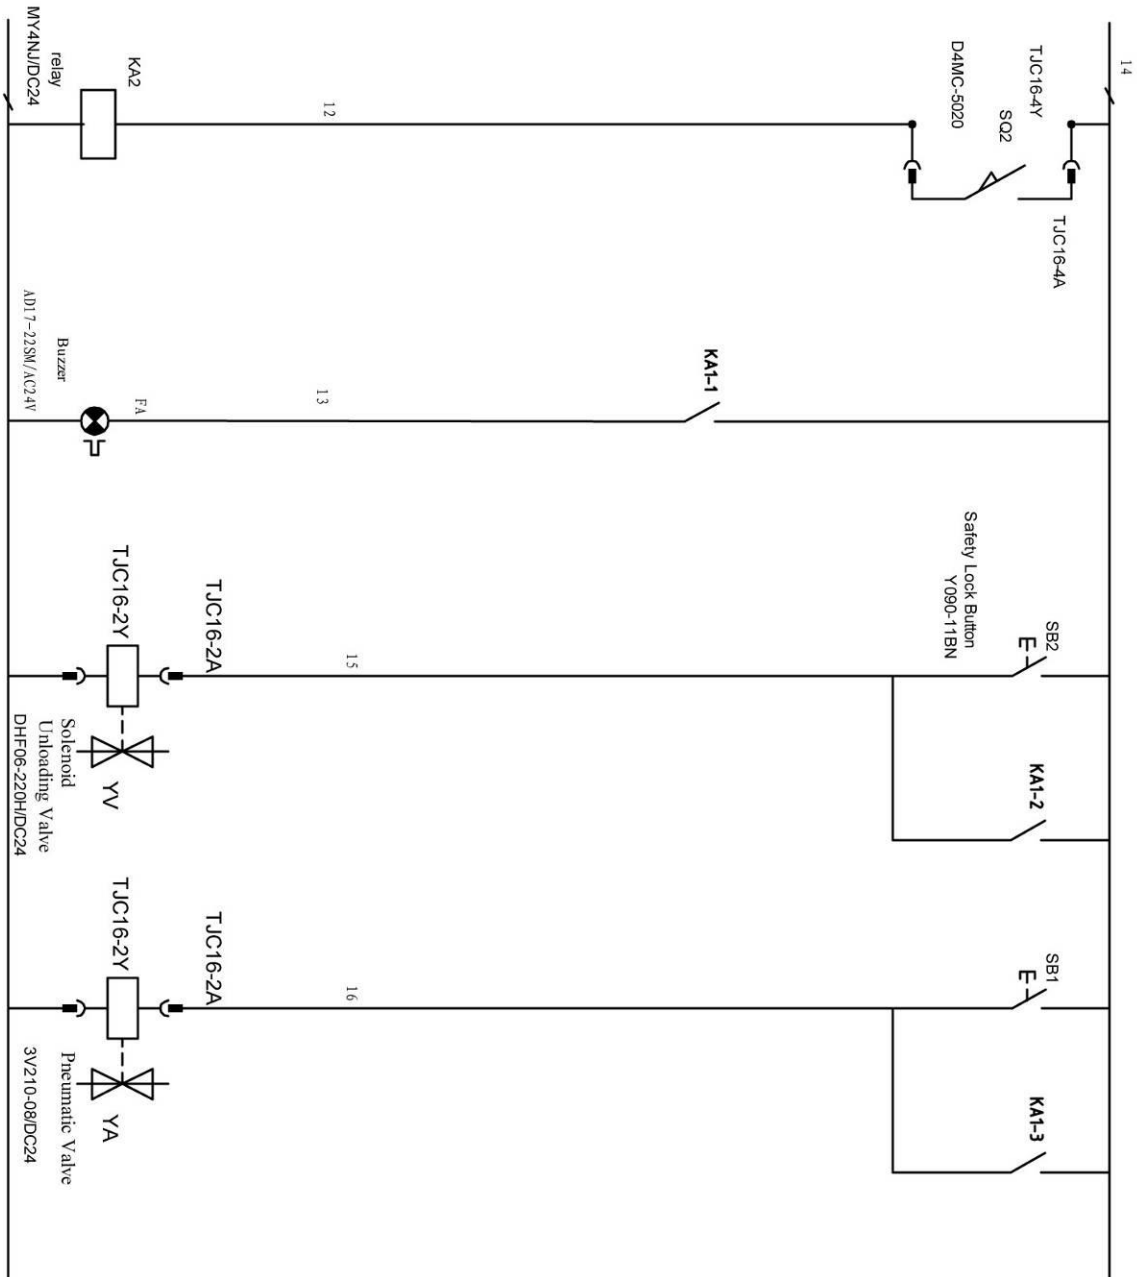 14
TJC16-4Y
SQ2
D4MC-5020
TJC16-4A
12
KA2
relay
MY4NJ/DC24
KA1-1
13
FA
Buzzer
AD17-22SM/AC24V
SB2
Safety Lock Button
Y090-11BN
KA1-2
15
TJC16-2A
TJC16-2Y
YV
Solenoid
Unloading Valve
DHF06-220H/DC24
SB1
KA1-3
16
TJC16-2A
TJC16-2Y
YA
Pneumatic Valve
3V210-08/DC24